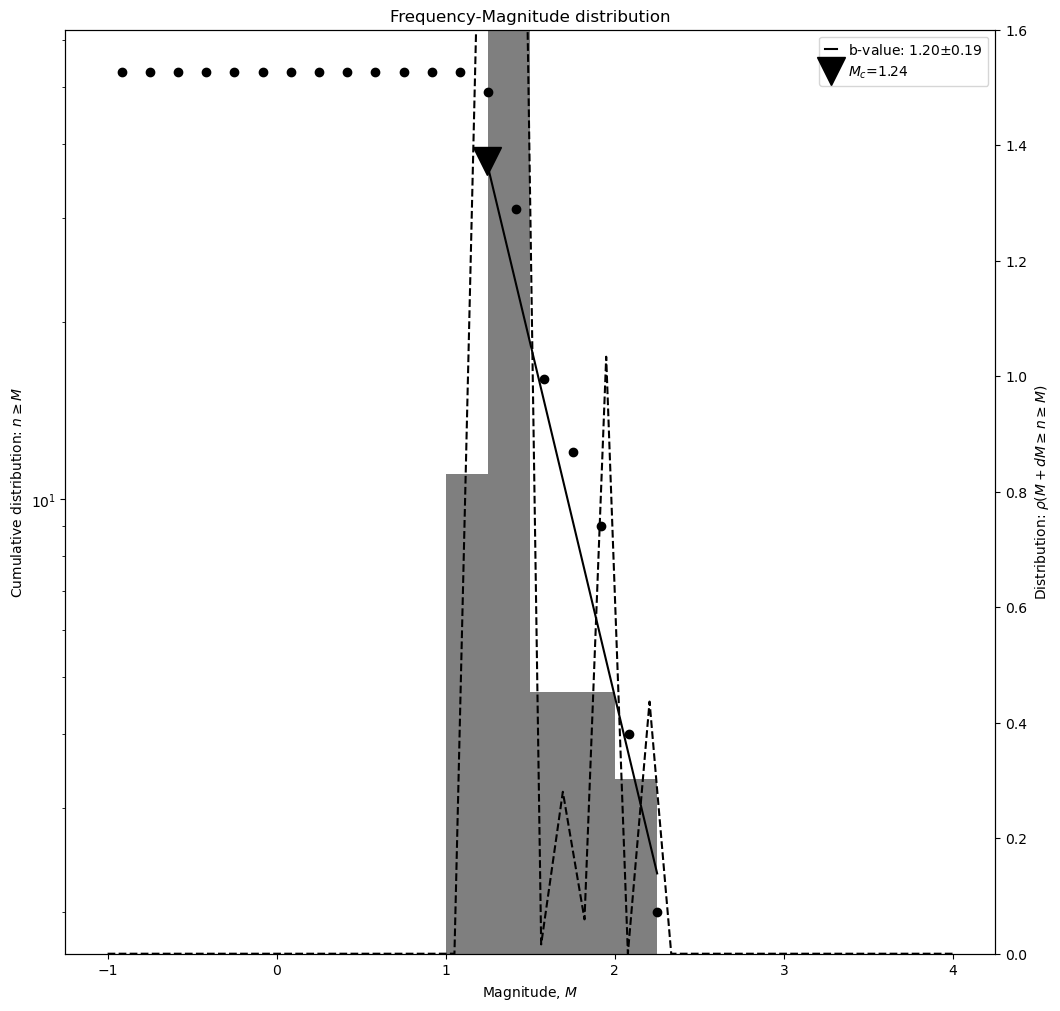 Frequency-Magnitude distribution
b-value: 1.20±0.19
M_c=1.24
Cumulative distribution: n ≥ M
10^1
Distribution: ρ(M + dM ≥ n ≥ M)
1.6
1.4
1.2
1.0
0.8
0.6
0.4
0.2
0.0
−1 0 1 2 3 4
Magnitude, M